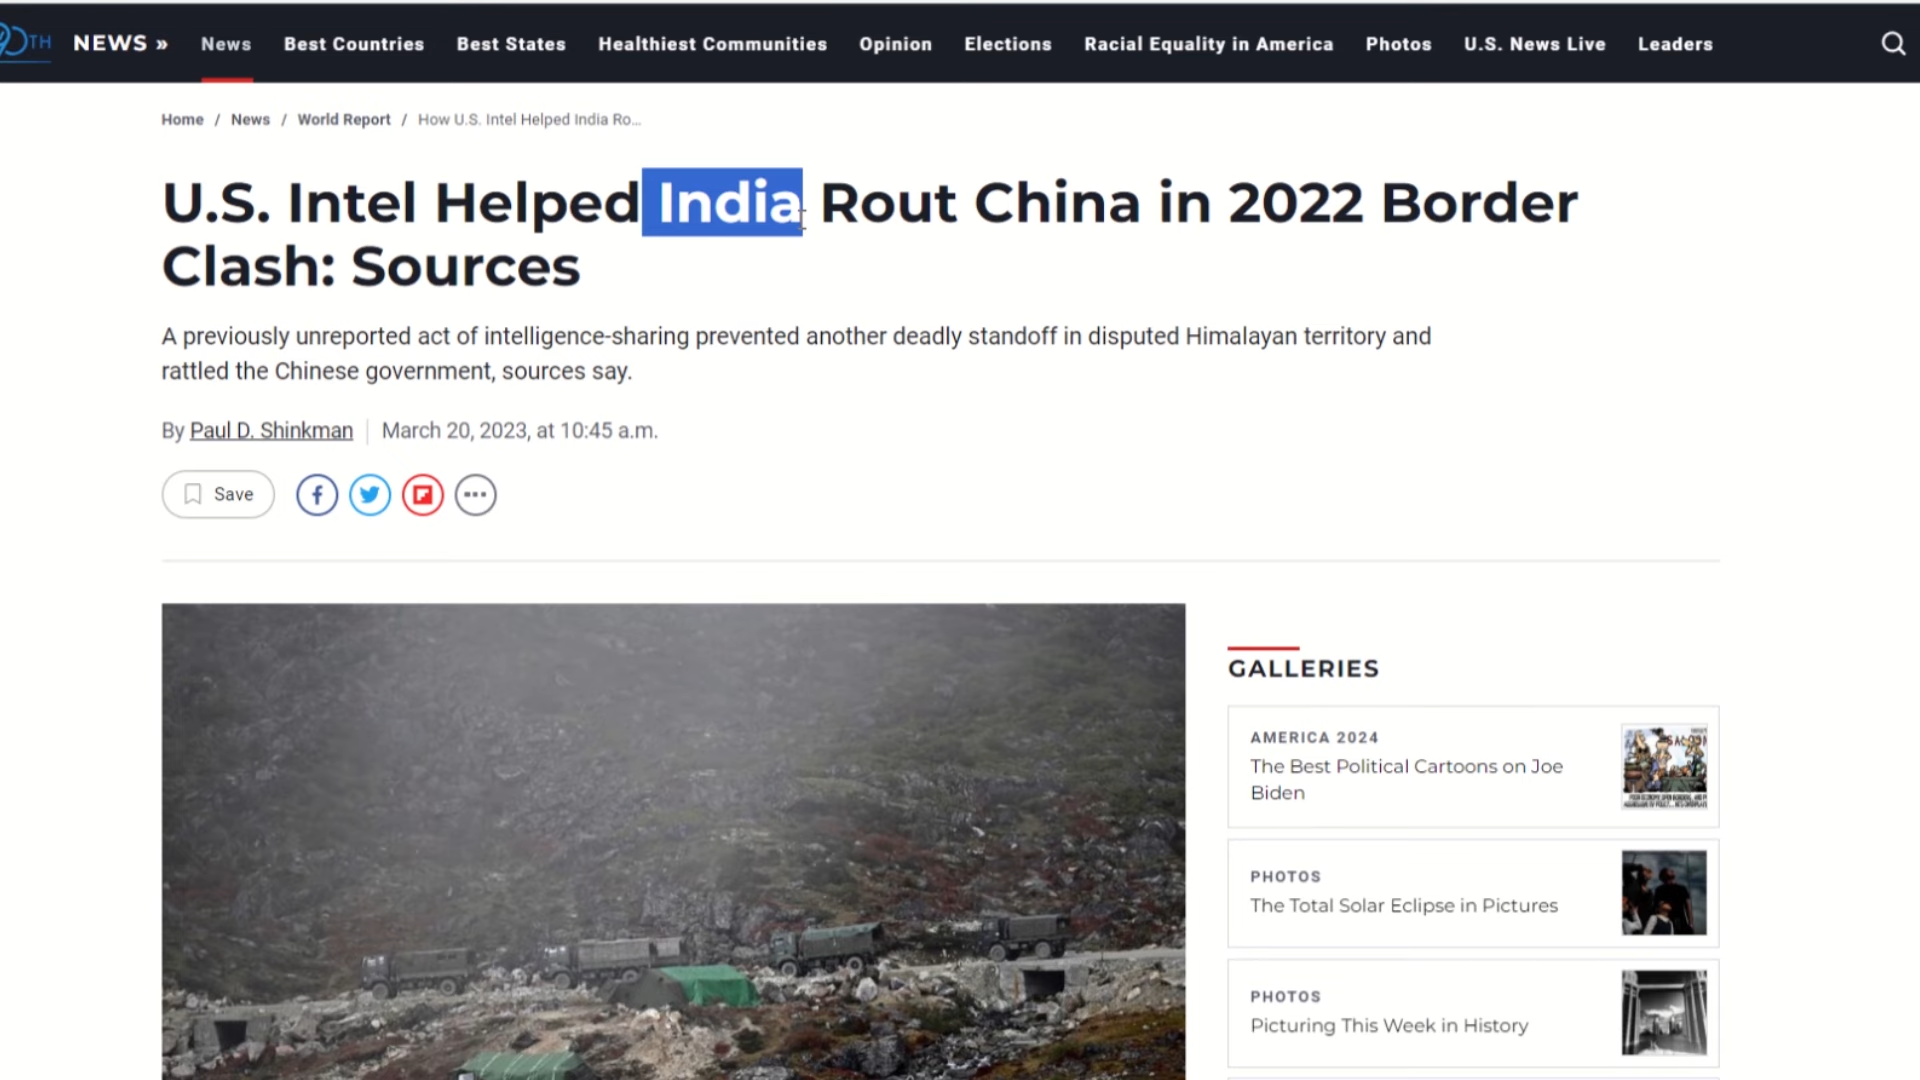 90TH NEWS » News Best Countries Best States Healthiest Communities Opinion Elections Racial Equality in America Photos U.S. News Live Leaders
Home / News / World Report / How U.S. Intel Helped India Ro...
U.S. Intel Helped India Rout China in 2022 Border
Clash: Sources
A previously unreported act of intelligence-sharing prevented another deadly standoff in disputed Himalayan territory and
rattled the Chinese government, sources say.
By Paul D. Shinkman March 20, 2023, at 10:45 a.m.
Save
GALLERIES
AMERICA 2024
The Best Political Cartoons on Joe
Biden
PHOTOS
The Total Solar Eclipse in Pictures
PHOTOS
Picturing This Week in History